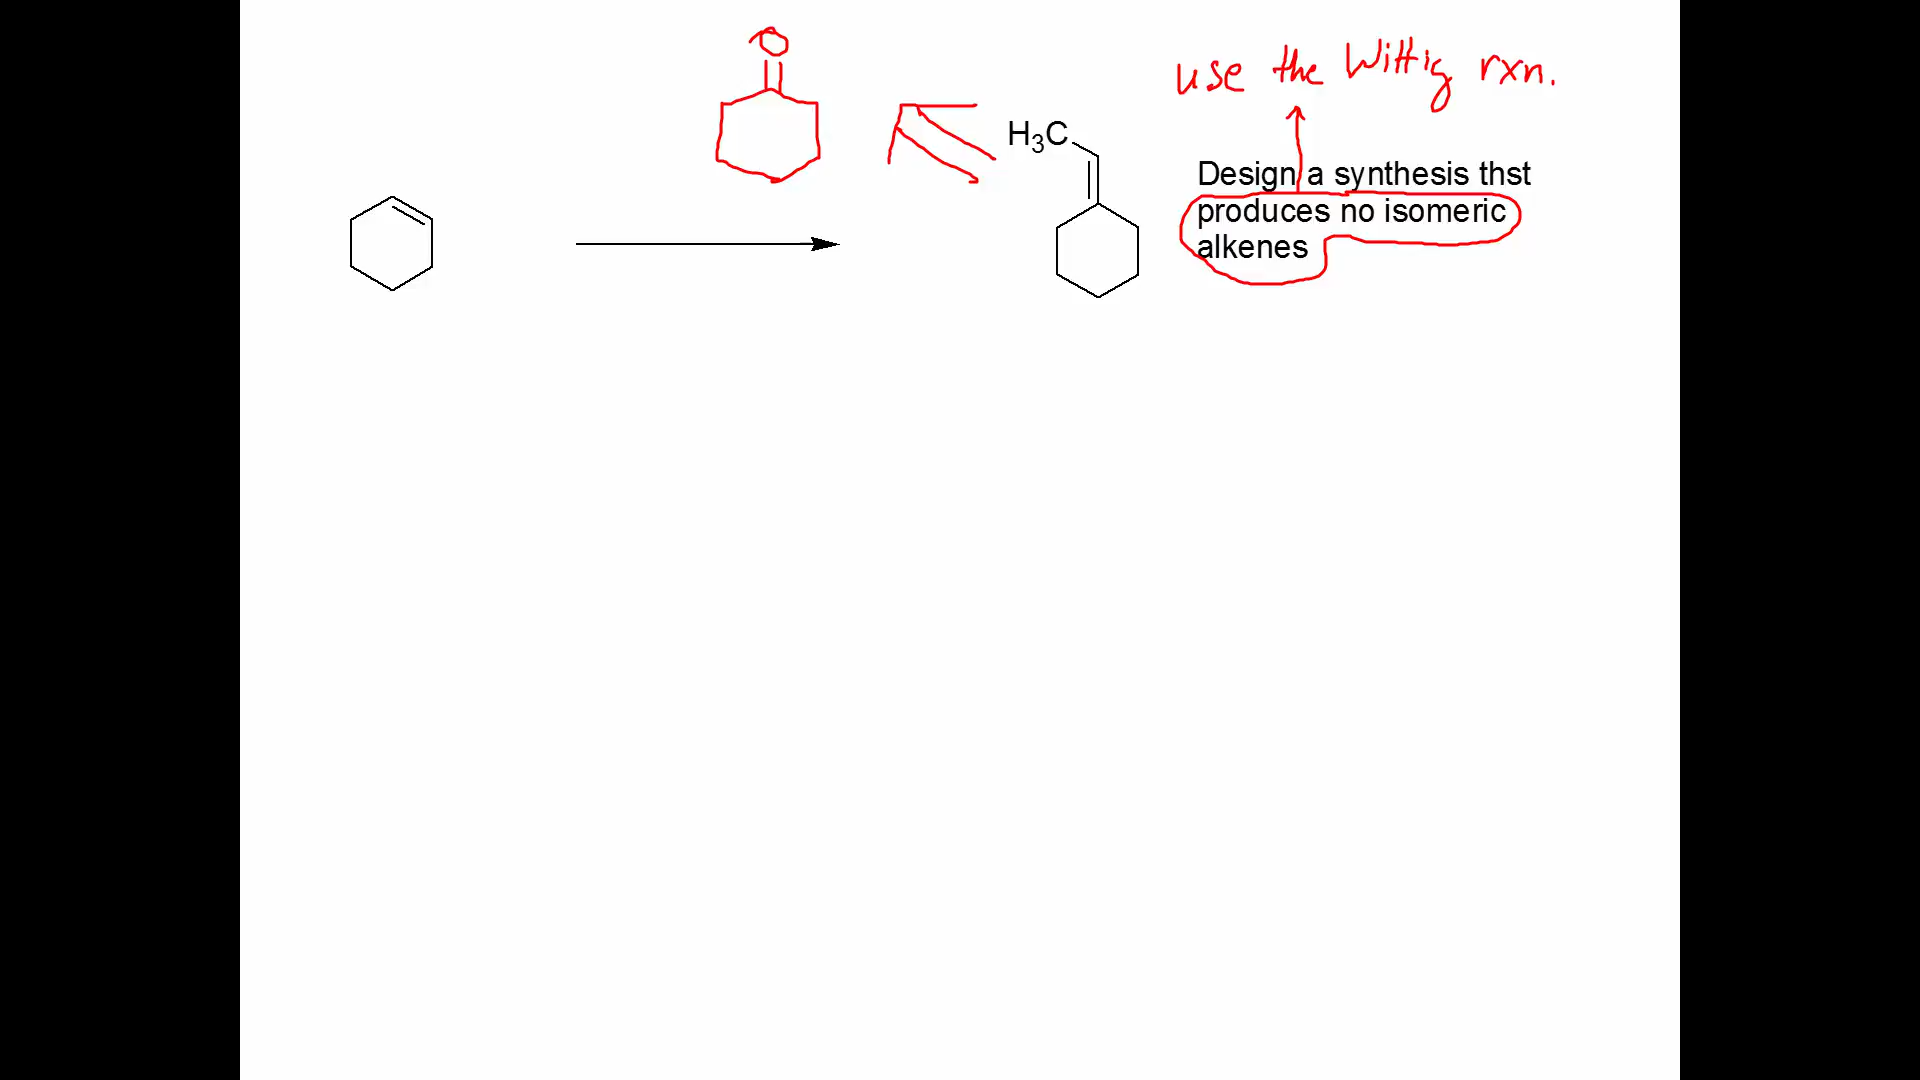 O
use the Wittig rxn.
H₃C
Design a synthesis thst
produces no isomeric
alkenes